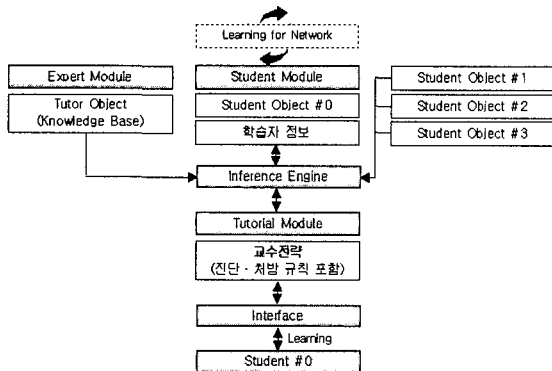 Learning for Network
Expert Module
Tutor Object
(Knowledge Base)
Student Module
Student Object #0
학습자 정보
Student Object #1
Student Object #2
Student Object #3
Inference Engine
Tutorial Module
교수전략
(진단 · 처방 규칙 포함)
Interface
Learning
Student #0